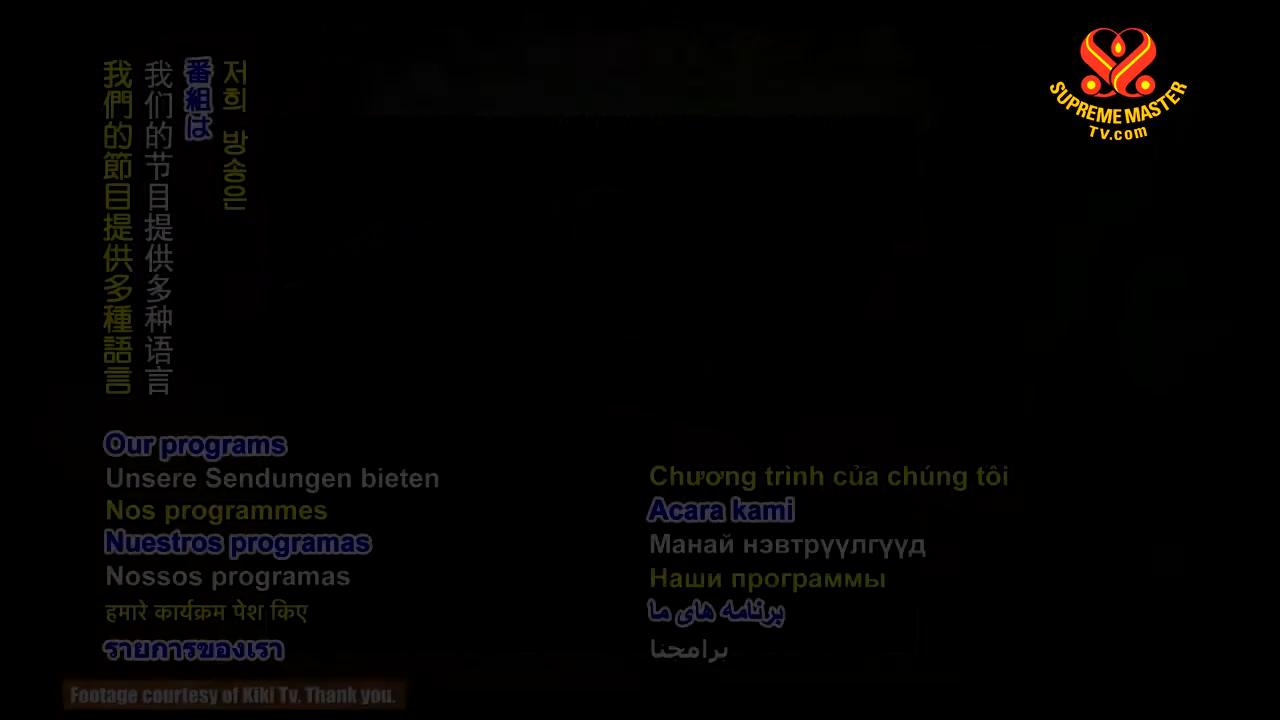 我們的節目提供多種語言
我们的节目提供多种语言
番組は
저희 방송은
Our programs
Unsere Sendungen bieten
Nos programmes
Nuestros programas
Nossos programas
हमारे कार्यक्रम पेश किए
รายการของเรา
Chương trình của chúng tôi
Acara kami
Манай нэвтрүүлгүүд
Наши программы
برنامه های ما
برامجنا
SUPREME MASTER
TV.com
Footage courtesy of Kiki Tv. Thank you.